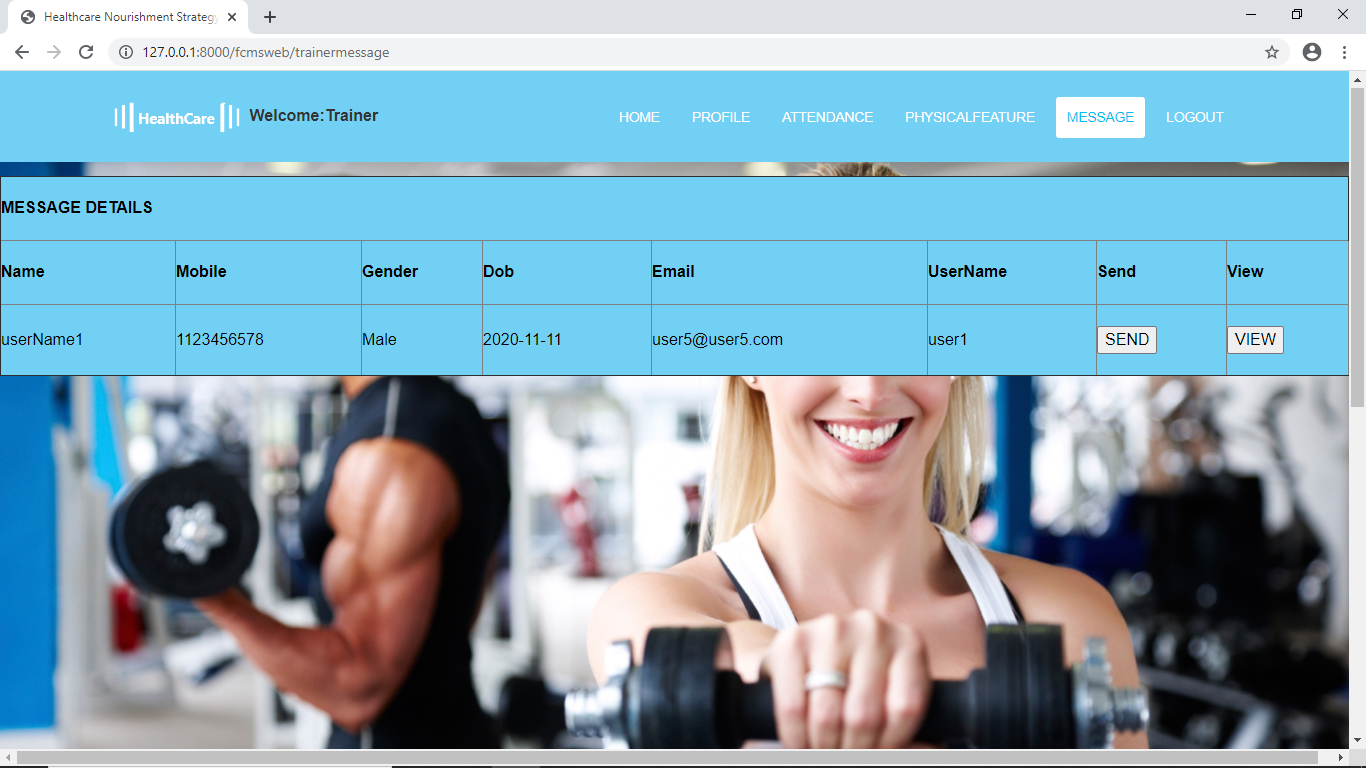 Healthcare Nourishment Strategy
127.0.0.1:8000/fcmsweb/trainermessage
HealthCare Welcome:Trainer HOME PROFILE ATTENDANCE PHYSICALFEATURE MESSAGE LOGOUT
MESSAGE DETAILS
Name Mobile Gender Dob Email UserName Send View
userName1 1123456578 Male 2020-11-11 user5@user5.com user1 SEND VIEW